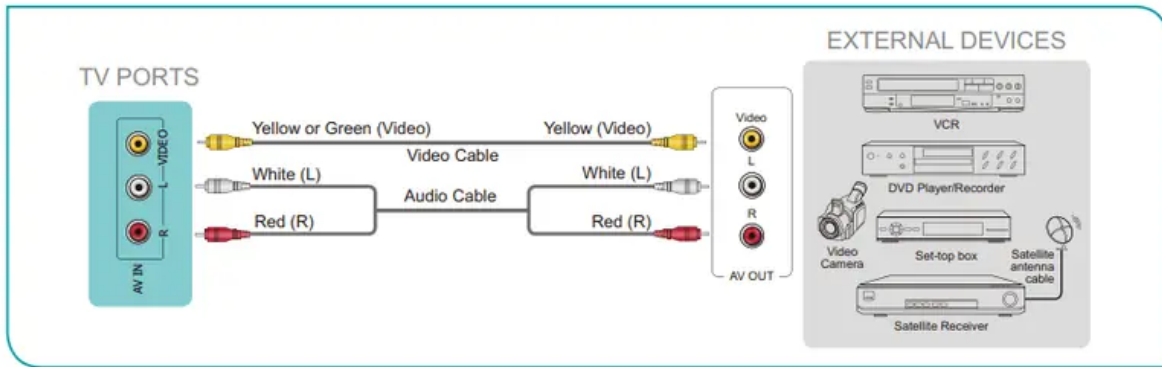 EXTERNAL DEVICES
TV PORTS
VIDEO
L
R
AV IN
Yellow or Green (Video)
Yellow (Video)
Video Cable
White (L)
White (L)
Audio Cable
Red (R)
Red (R)
Video
L
R
AV OUT
VCR
DVD Player/Recorder
Video
Camera
Set-top box
Satellite
antenna
cable
Satellite Receiver